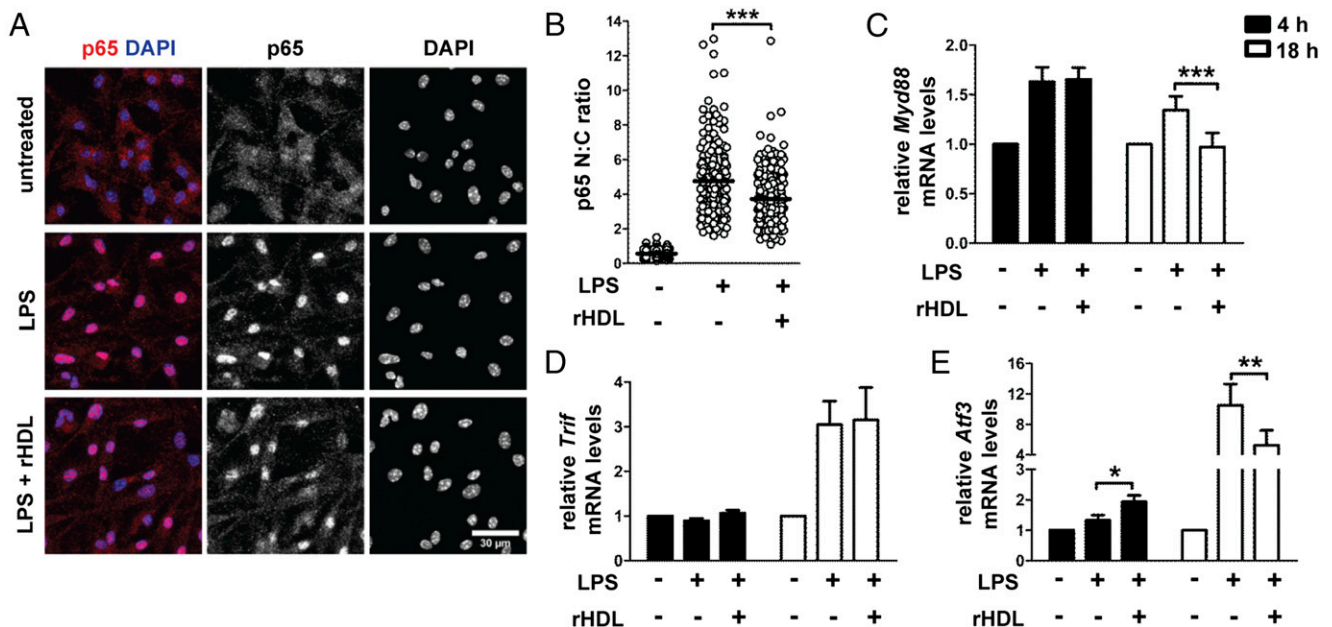 A
p65 DAPI
p65
DAPI
untreated
LPS
LPS + rHDL
30 µm
B
***
p65 N:C ratio
14
12
10
8
6
4
2
0
LPS - + +
rHDL - - +
C
4 h
18 h
***
relative Myd88
mRNA levels
2.0
1.5
1.0
0.5
0.0
LPS - + + - + +
rHDL - - + - - +
D
relative Trif
mRNA levels
4
3
2
1
0
LPS - + + - + +
rHDL - - + - - +
E
**
*
relative Atf3
mRNA levels
16
12
8
4
3
2
1
0
LPS - + + - + +
rHDL - - + - - +